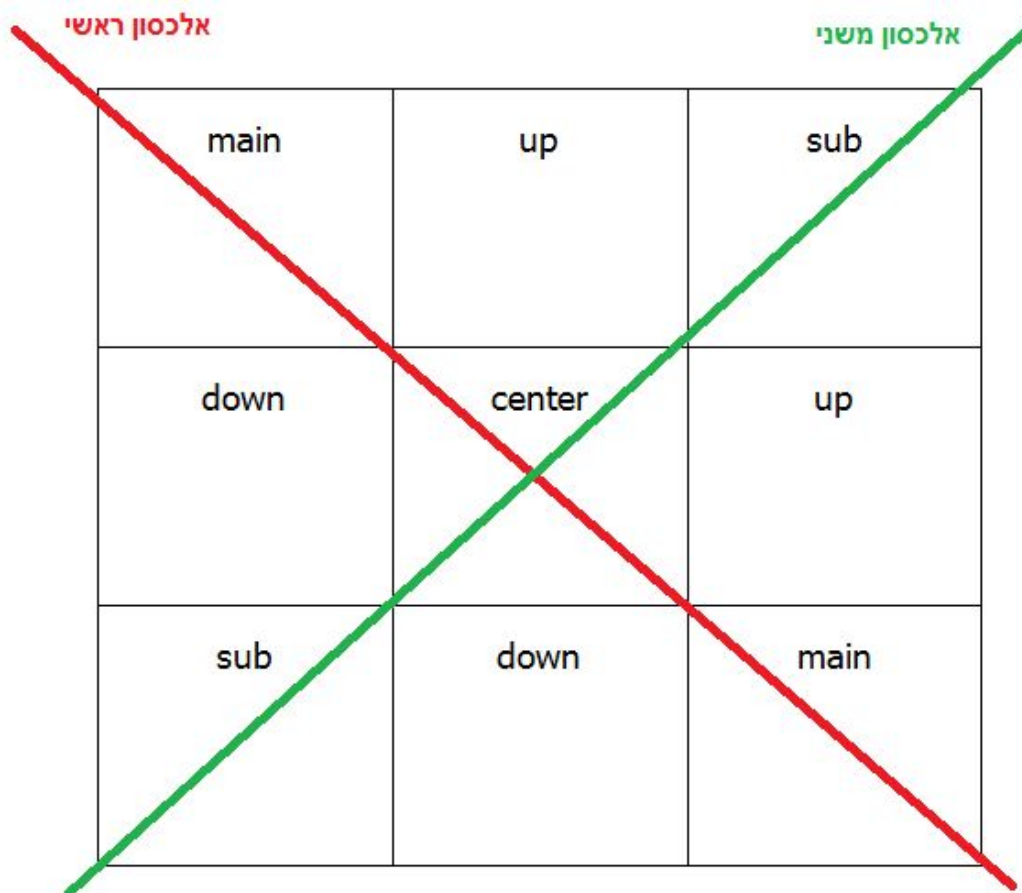 אלכסון ראשי
אלכסון משני
main up sub
down center up
sub down main